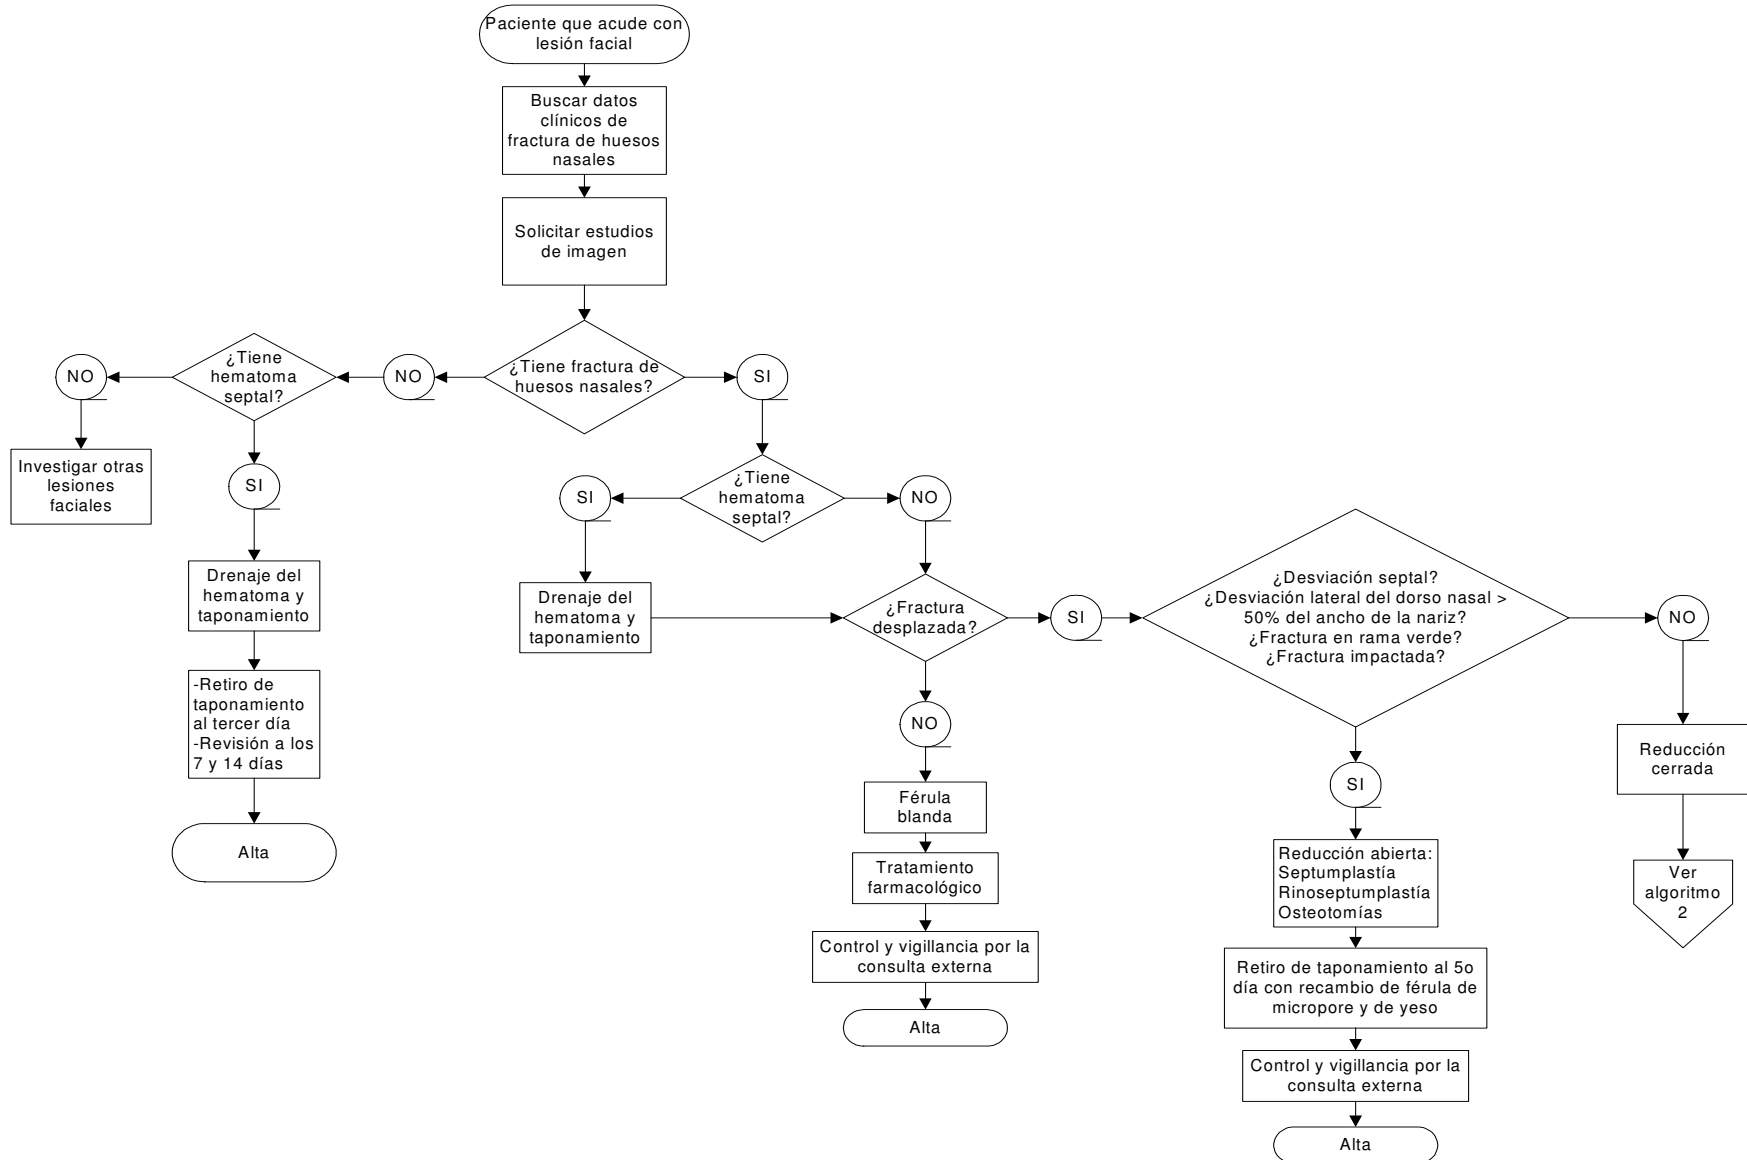 Paciente que acude con
lesión facial
Buscar datos
clínicos de
fractura de huesos
nasales
Solicitar estudios
de imagen
¿Tiene fractura de
huesos nasales?
NO
SI
¿Tiene
hematoma
septal?
NO
Investigar otras
lesiones
faciales
SI
Drenaje del
hematoma y
taponamiento
-Retiro de
taponamiento
al tercer día
-Revisión a los
7 y 14 días
Alta
¿Tiene
hematoma
septal?
SI
NO
Drenaje del
hematoma y
taponamiento
¿Fractura
desplazada?
SI
NO
Férula
blanda
Tratamiento
farmacológico
Control y vigillancia por la
consulta externa
Alta
¿Desviación septal?
¿Desviación lateral del dorso nasal >
50% del ancho de la nariz?
¿Fractura en rama verde?
¿Fractura impactada?
SI
Reducción abierta:
Septumplastía
Rinoseptumplastía
Osteotomías
Retiro de taponamiento al 5o
día con recambio de férula de
micropore y de yeso
Control y vigillancia por la
consulta externa
Alta
NO
Reducción
cerrada
Ver
algoritmo
2